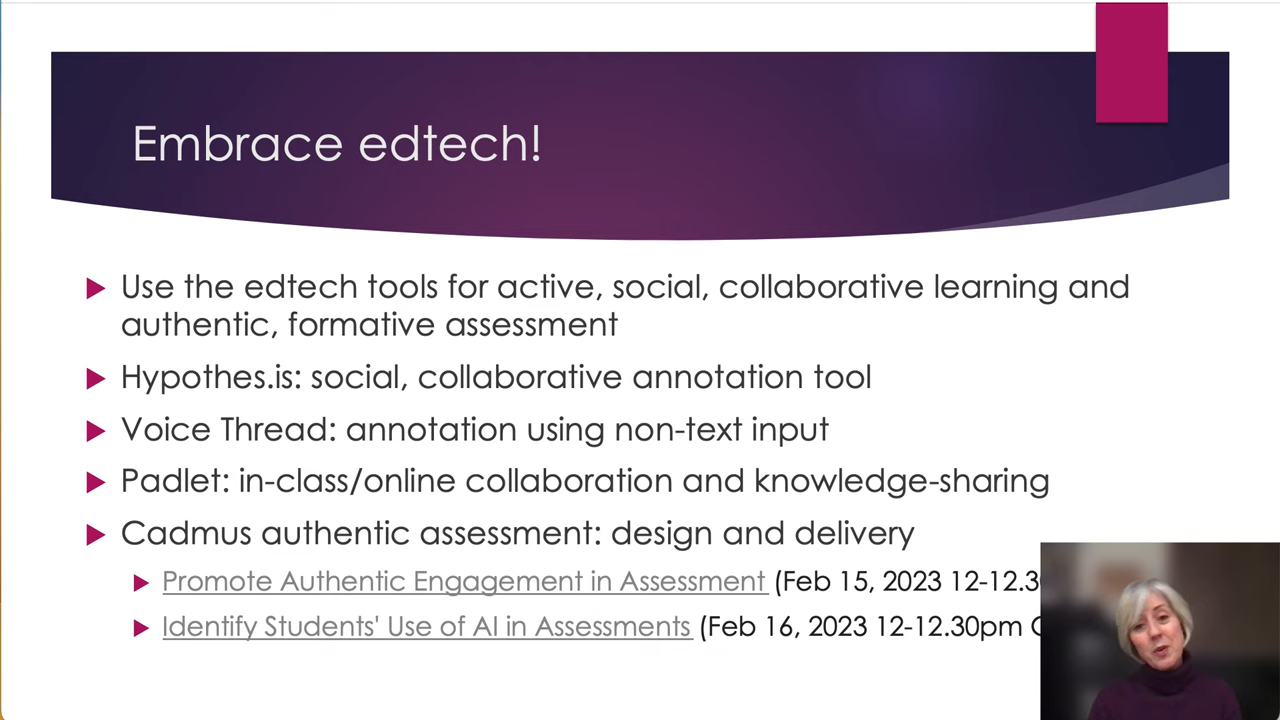 Embrace edtech!
Use the edtech tools for active, social, collaborative learning and
authentic, formative assessment
Hypothes.is: social, collaborative annotation tool
Voice Thread: annotation using non-text input
Padlet: in-class/online collaboration and knowledge-sharing
Cadmus authentic assessment: design and delivery
Promote Authentic Engagement in Assessment (Feb 15, 2023
Identify Students' Use of AI in Assessments (Feb 16, 2023 12-12.30pm